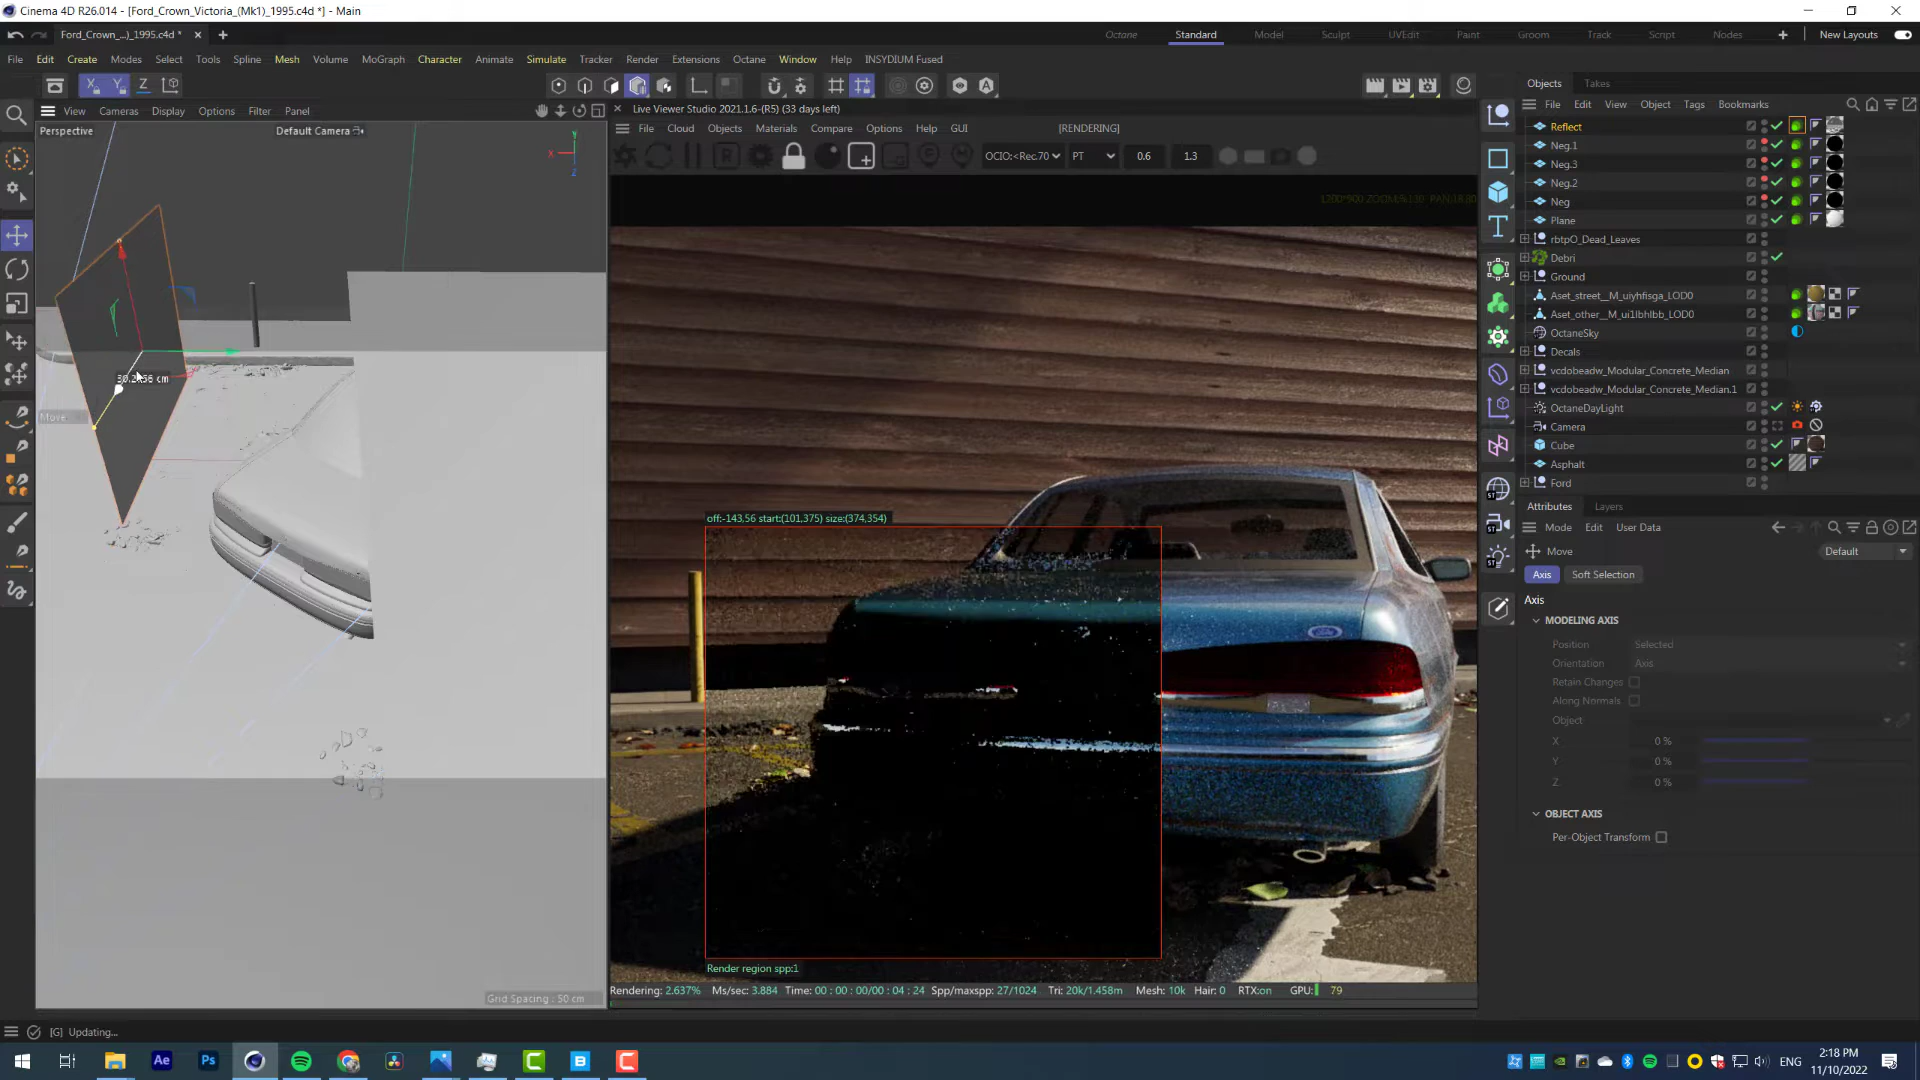 Cinema 4D R26.014 - [Ford_Crown_Victoria_(Mk1)_1995.c4d *] - Main
Ford_Crown_...)_1995.c4d *
Octane
Standard
Model
Sculpt
UVEdit
Paint
Groom
Track
Script
Nodes
New Layouts
File Edit Create Modes Select Tools Spline Mesh Volume MoGraph Character Animate Simulate Tracker Render Extensions Octane Window Help INSYDIUM Fused
X Y Z
View Cameras Display Options Filter Panel
Perspective
Default Camera
Y
X
Z
Move
Grid Spacing : 50 cm
Live Viewer Studio 2021.1.6-(R5) (33 days left)
File Cloud Objects Materials Compare Options Help GUI [RENDERING]
OCIO:<Rec.70 PT 0.6 1.3
off:-143,56 start:(101,375) size:(374,354)
Ford
Render region spp:1
Rendering: 2.637% Ms/sec: 3.884 Time: 00 : 00 : 00/00 : 04 : 24 Spp/maxspp: 27/1024 Tri: 20k/1.458m Mesh: 10k Hair: 0 RTX:on GPU: 79
Objects Takes
File Edit View Object Tags Bookmarks
Reflect
Neg.1
Neg.3
Neg.2
Neg
Plane
rbtpO_Dead_Leaves
Debri
Ground
Aset_street__M_uiyhfisga_LOD0
Aset_other__M_ui1lbhlbb_LOD0
OctaneSky
Decals
vcdobeadw_Modular_Concrete_Median
vcdobeadw_Modular_Concrete_Median.1
OctaneDayLight
Camera
Cube
Asphalt
Ford
Attributes Layers
Mode Edit User Data
Move Default
Axis Soft Selection
Axis
MODELING AXIS
Position Selected
Orientation Axis
Retain Changes
Along Normals
Object
X 0 %
Y 0 %
Z. 0 %
OBJECT AXIS
Per-Object Transform
[G] Updating...
Ae
Ps
ENG
2:18 PM
11/10/2022